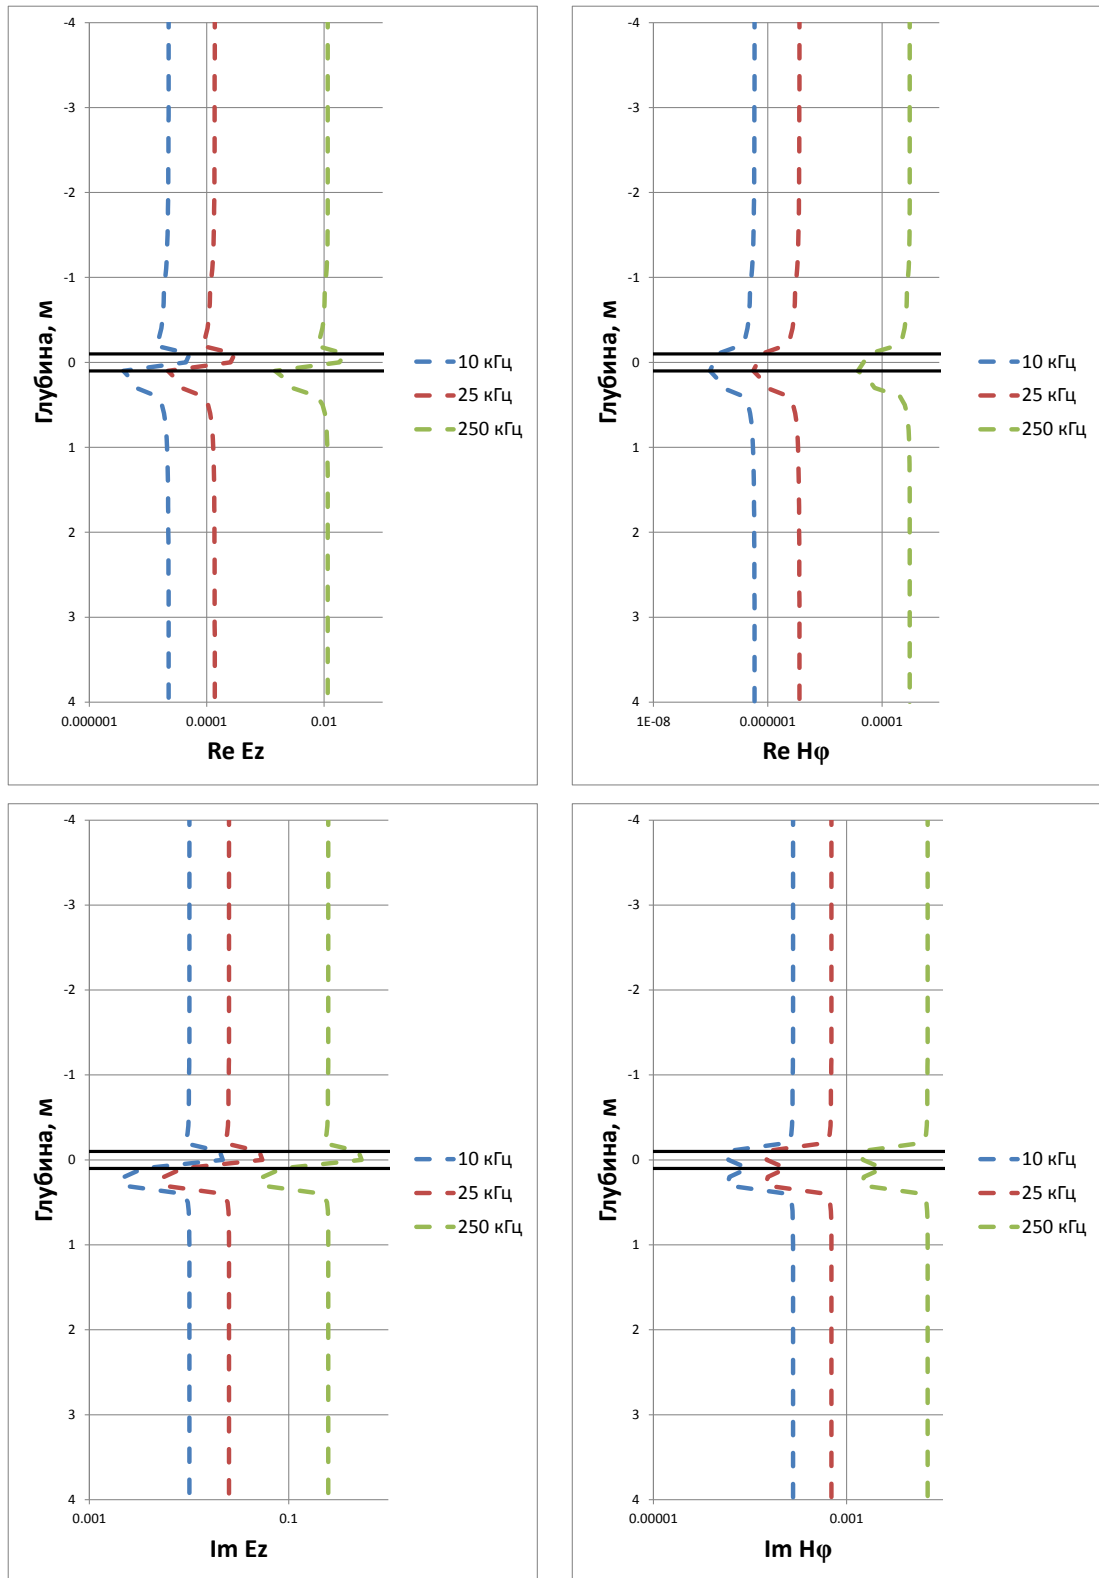 -4
-3
-2
-1
0
1
2
3
4
Глубина, м
0.000001
0.0001
0.01
Re Ez
10 кГц
25 кГц
250 кГц
-4
-3
-2
-1
0
1
2
3
4
Глубина, м
1E-08
0.000001
0.0001
Re Hφ
10 кГц
25 кГц
250 кГц
-4
-3
-2
-1
0
1
2
3
4
Глубина, м
0.001
0.1
Im Ez
10 кГц
25 кГц
250 кГц
-4
-3
-2
-1
0
1
2
3
4
Глубина, м
0.00001
0.001
Im Hφ
10 кГц
25 кГц
250 кГц